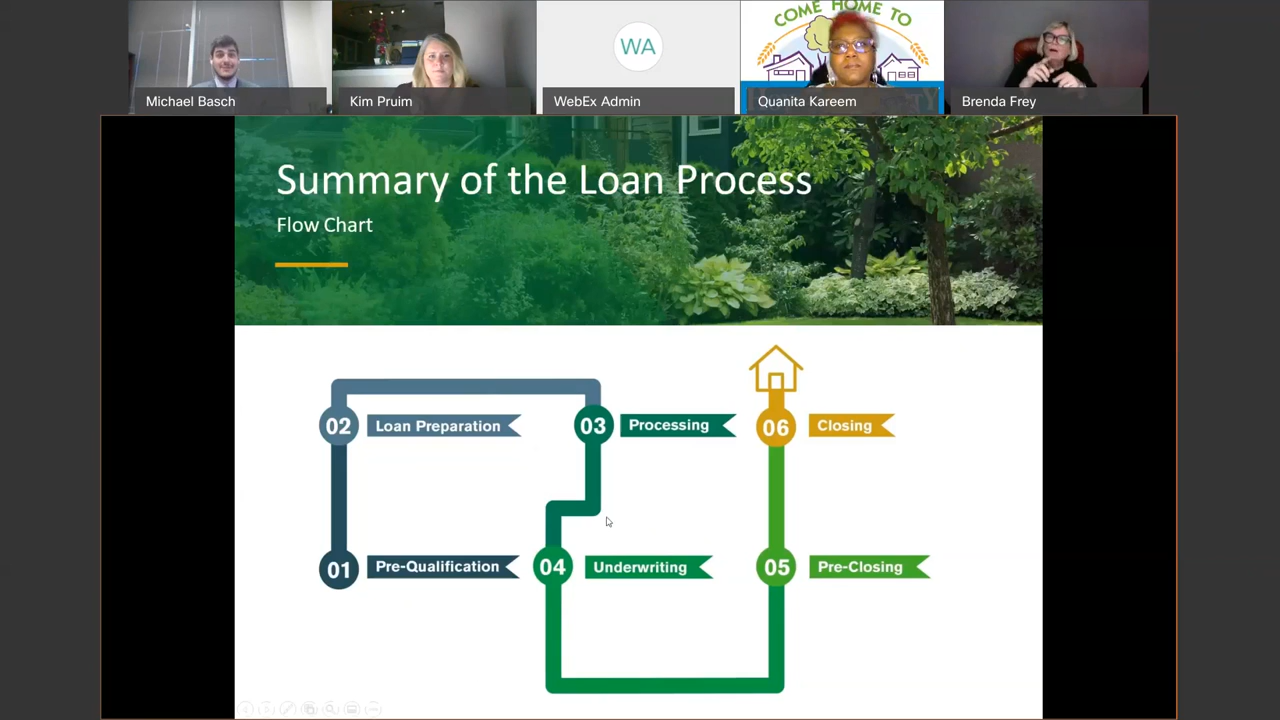 COME HOME TO
WA
Michael Basch
Kim Pruim
WebEx Admin
Quanita Kareem
Brenda Frey
Summary of the Loan Process
Flow Chart
02 Loan Preparation
03 Processing
06 Closing
01 Pre-Qualification
04 Underwriting
05 Pre-Closing